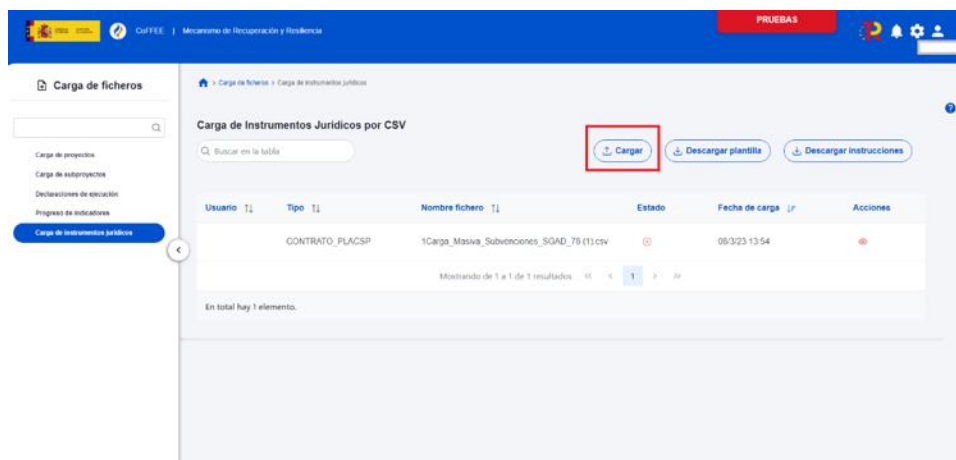 PRUEBAS
CoFFEE | Mecanismo de Recuperación y Resiliencia
Carga de ficheros
> Carga de ficheros > Carga de instrumentos jurídicos
Carga de Instrumentos Jurídicos por CSV
Buscar en la tabla
Cargar
Descargar plantilla
Descargar instrucciones
Carga de proyectos
Carga de subproyectos
Declaraciones de ejecución
Progreso de indicadores
Carga de instrumentos jurídicos
Usuario Tipo Nombre fichero Estado Fecha de carga Acciones
CONTRATO_PLACSP 1Carga_Masiva_Subvenciones_SGAD_78 (1).csv 08/3/23 13:54
Mostrando de 1 a 1 de 1 resultados 1
En total hay 1 elemento.